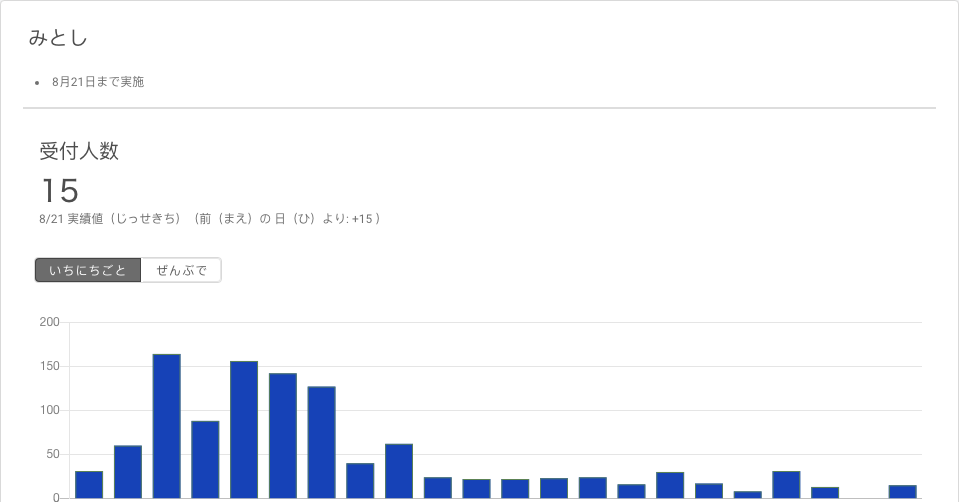 みとし
• 8月21日まで実施
受付人数
15
8/21 実績値（じっせきち）（前（まえ）の 日（ひ）より: +15 ）
いちにちごと ぜんぶで
200
150
100
50
0